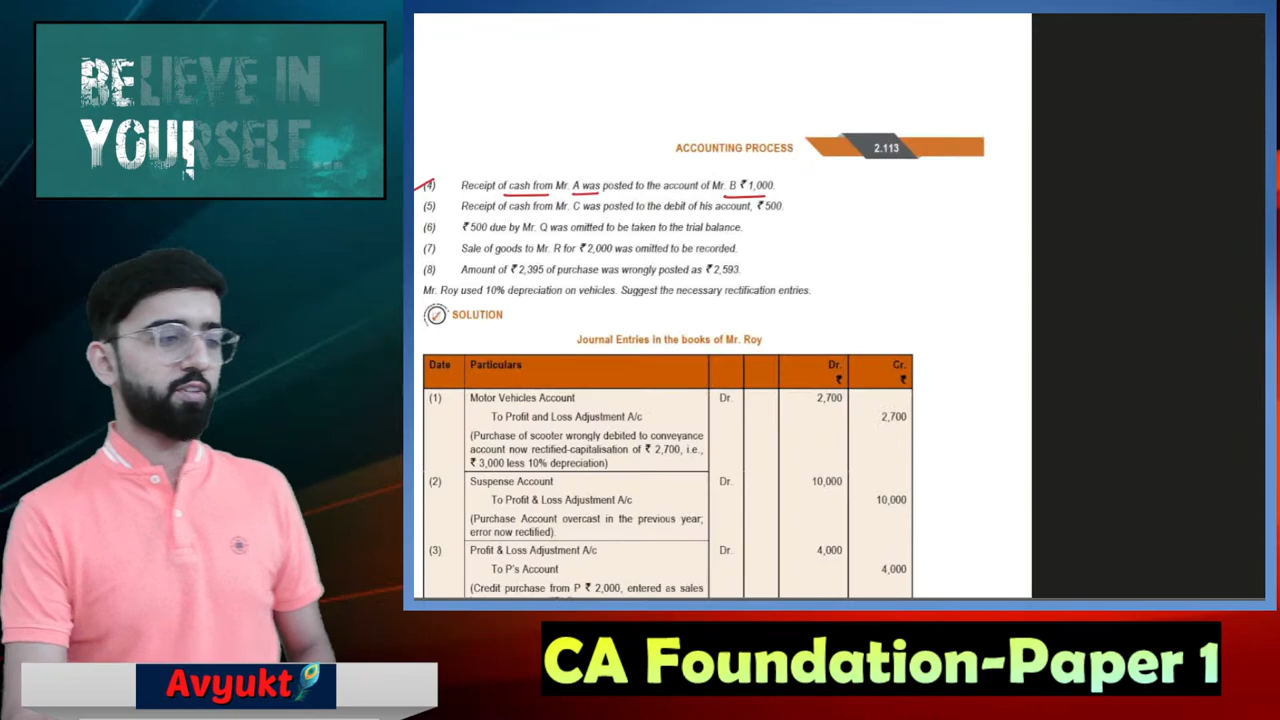 BELIEVE IN
YOURSELF...
ACCOUNTING PROCESS 2.113
(4) Receipt of cash from Mr. A was posted to the account of Mr. B ₹ 1,000.
(5) Receipt of cash from Mr. C was posted to the debit of his account, ₹ 500.
(6) ₹ 500 due by Mr. Q was omitted to be taken to the trial balance.
(7) Sale of goods to Mr. R for ₹ 2,000 was omitted to be recorded.
(8) Amount of ₹ 2,395 of purchase was wrongly posted as ₹ 2,593.
Mr. Roy used 10% depreciation on vehicles. Suggest the necessary rectification entries.
SOLUTION
Journal Entries in the books of Mr. Roy
Date Particulars Dr. Cr.
₹ ₹
(1) Motor Vehicles Account Dr. 2,700
To Profit and Loss Adjustment A/c 2,700
(Purchase of scooter wrongly debited to conveyance
account now rectified-capitalisation of ₹ 2,700, i.e.,
₹ 3,000 less 10% depreciation)
(2) Suspense Account Dr. 10,000
To Profit & Loss Adjustment A/c 10,000
(Purchase Account overcast in the previous year;
error now rectified).
(3) Profit & Loss Adjustment A/c Dr. 4,000
To P's Account 4,000
(Credit purchase from P ₹ 2,000, entered as sales
Avyukt
CA Foundation-Paper 1